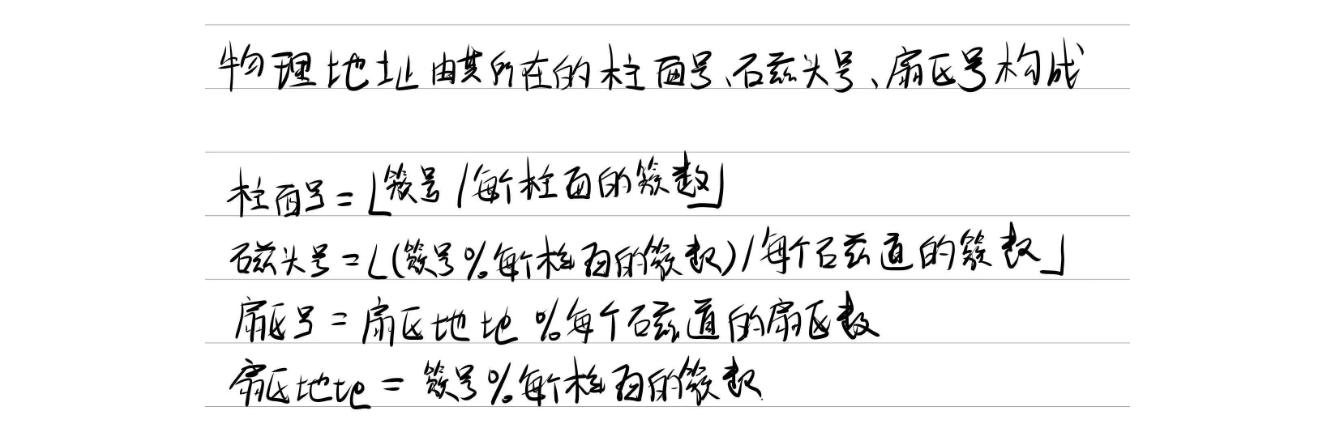 物理地址由其所在的柱面号、磁头号、扇区号构成
柱面号=⌊簇号/每个柱面的簇数⌋
磁头号=⌊(簇号%每个柱面的簇数)/每个磁道的簇数⌋
扇区号=扇区地地%每个磁道的扇区数
扇区地地=簇号%每个柱面的簇数